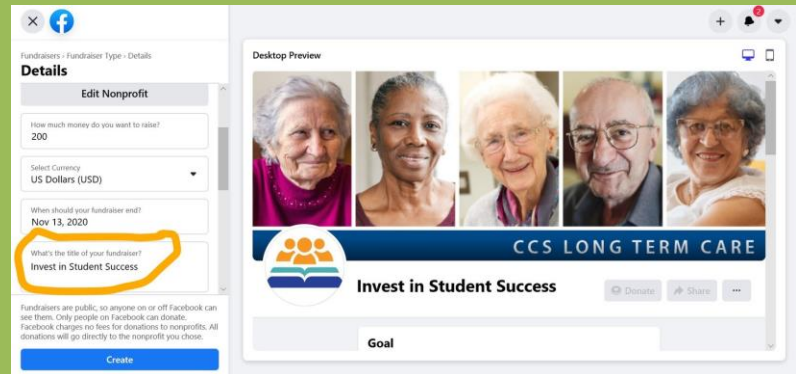 Fundraisers › Fundraiser Type › Details
Details
Edit Nonprofit
How much money do you want to raise?
200
Select Currency
US Dollars (USD)
When should your fundraiser end?
Nov 13, 2020
What's the title of your fundraiser?
Invest in Student Success
Fundraisers are public, so anyone on or off Facebook can
see them. Only people on Facebook can donate.
Facebook charges no fees for donations to nonprofits. All
donations will go directly to the nonprofit you chose.
Create
2
Desktop Preview
CCS LONG TERM CARE
Invest in Student Success
Donate
Share
Goal